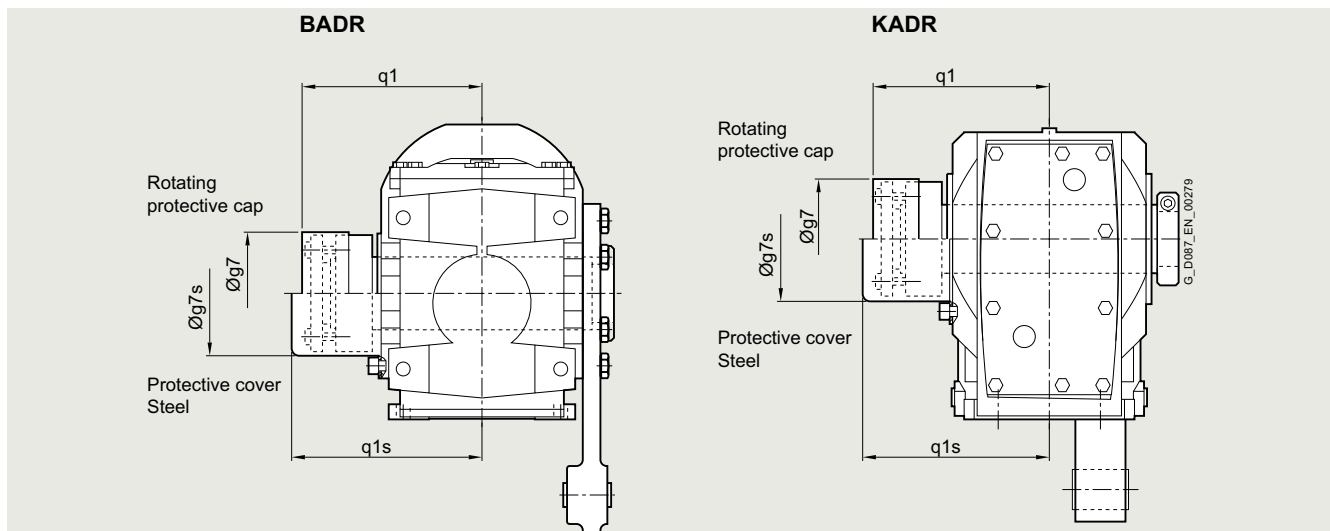 BADR
q1
Rotating
protective cap
Øg7
Øg7s
Protective cover
Steel
q1s
KADR
q1
Rotating
protective cap
Øg7
Øg7s
Protective cover
Steel
q1s
G_D087_EN_00279